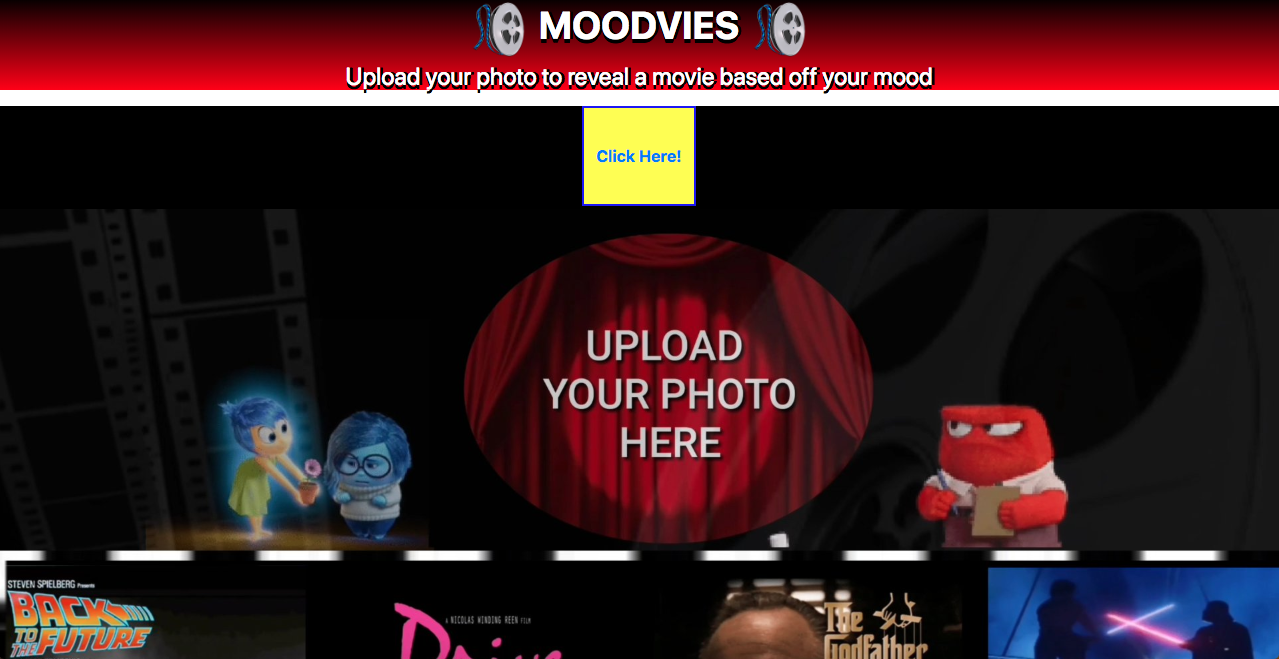 MOODVIES
Upload your photo to reveal a movie based off your mood
Click Here!
UPLOAD
YOUR PHOTO
HERE
STEVEN SPIELBERG Presents
BACK
TO THE FUTURE
A NICOLAS WINDING REFN FILM
Drive
The
Godfather